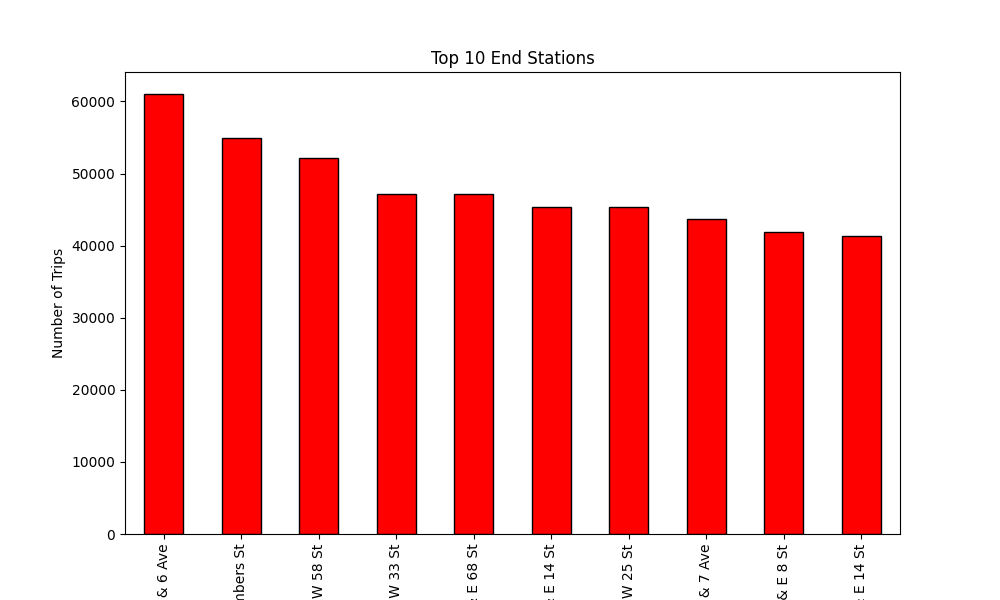 Top 10 End Stations
Number of Trips
60000
50000
40000
30000
20000
10000
0
& 6 Ave
mbers St
W 58 St
W 33 St
E 68 St
E 14 St
W 25 St
& 7 Ave
& E 8 St
E 14 St